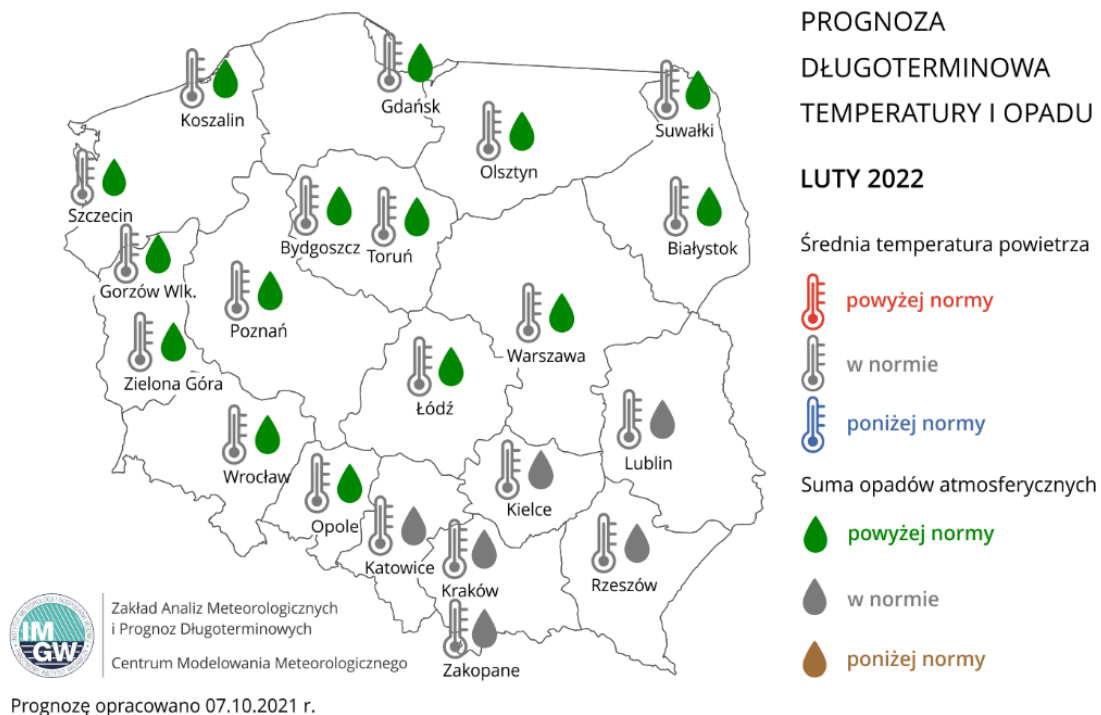 PROGNOZA
DŁUGOTERMINOWA
TEMPERATURY I OPADU
LUTY 2022
Średnia temperatura powietrza
powyżej normy
w normie
poniżej normy
Suma opadów atmosferycznych
powyżej normy
w normie
poniżej normy
Koszalin
Gdańsk
Suwałki
Olsztyn
Szczecin
Bydgoszcz
Toruń
Białystok
Gorzów Wlk.
Poznań
Warszawa
Zielona Góra
Łódź
Wrocław
Lublin
Kielce
Opole
Katowice
Kraków
Rzeszów
Zakopane
IM
GW
Zakład Analiz Meteorologicznych
i Prognoz Długoterminowych
Centrum Modelowania Meteorologicznego
Prognozę opracowano 07.10.2021 r.